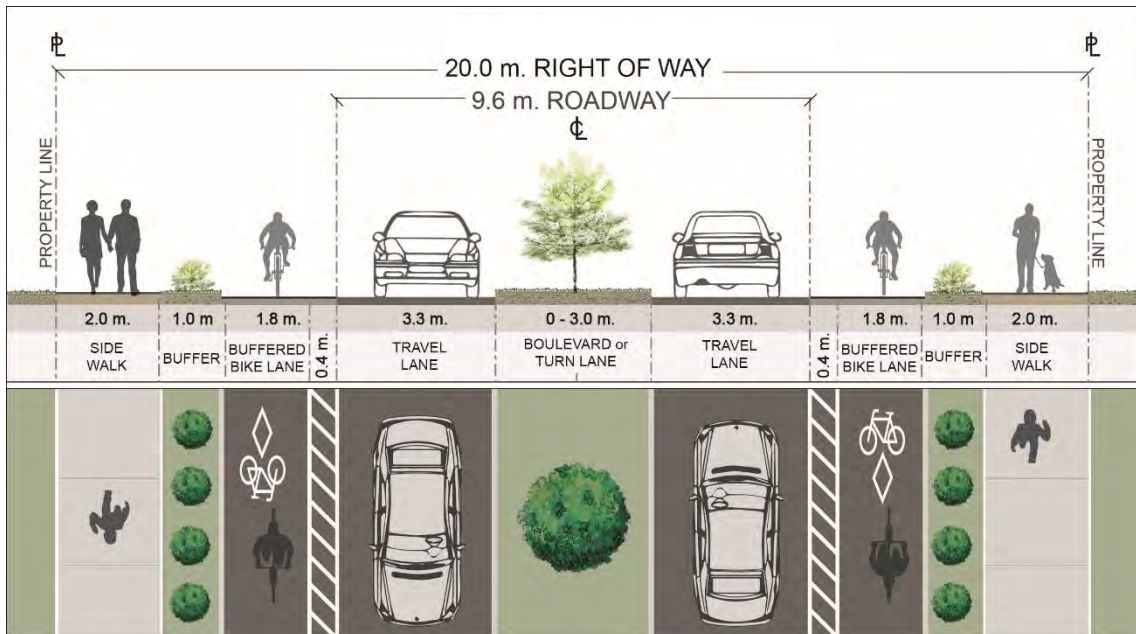 ℄ ℄
20.0 m. RIGHT OF WAY
9.6 m. ROADWAY
℄
PROPERTY LINE
PROPERTY LINE
2.0 m. 1.0 m 1.8 m. 0.4 m. 3.3 m. 0 - 3.0 m. 3.3 m. 0.4 m. 1.8 m. 1.0 m 2.0 m.
SIDE BUFFER BUFFERED TRAVEL BOULEVARD or TRAVEL BUFFERED BUFFER SIDE
WALK BIKE LANE LANE TURN LANE LANE BIKE LANE WALK